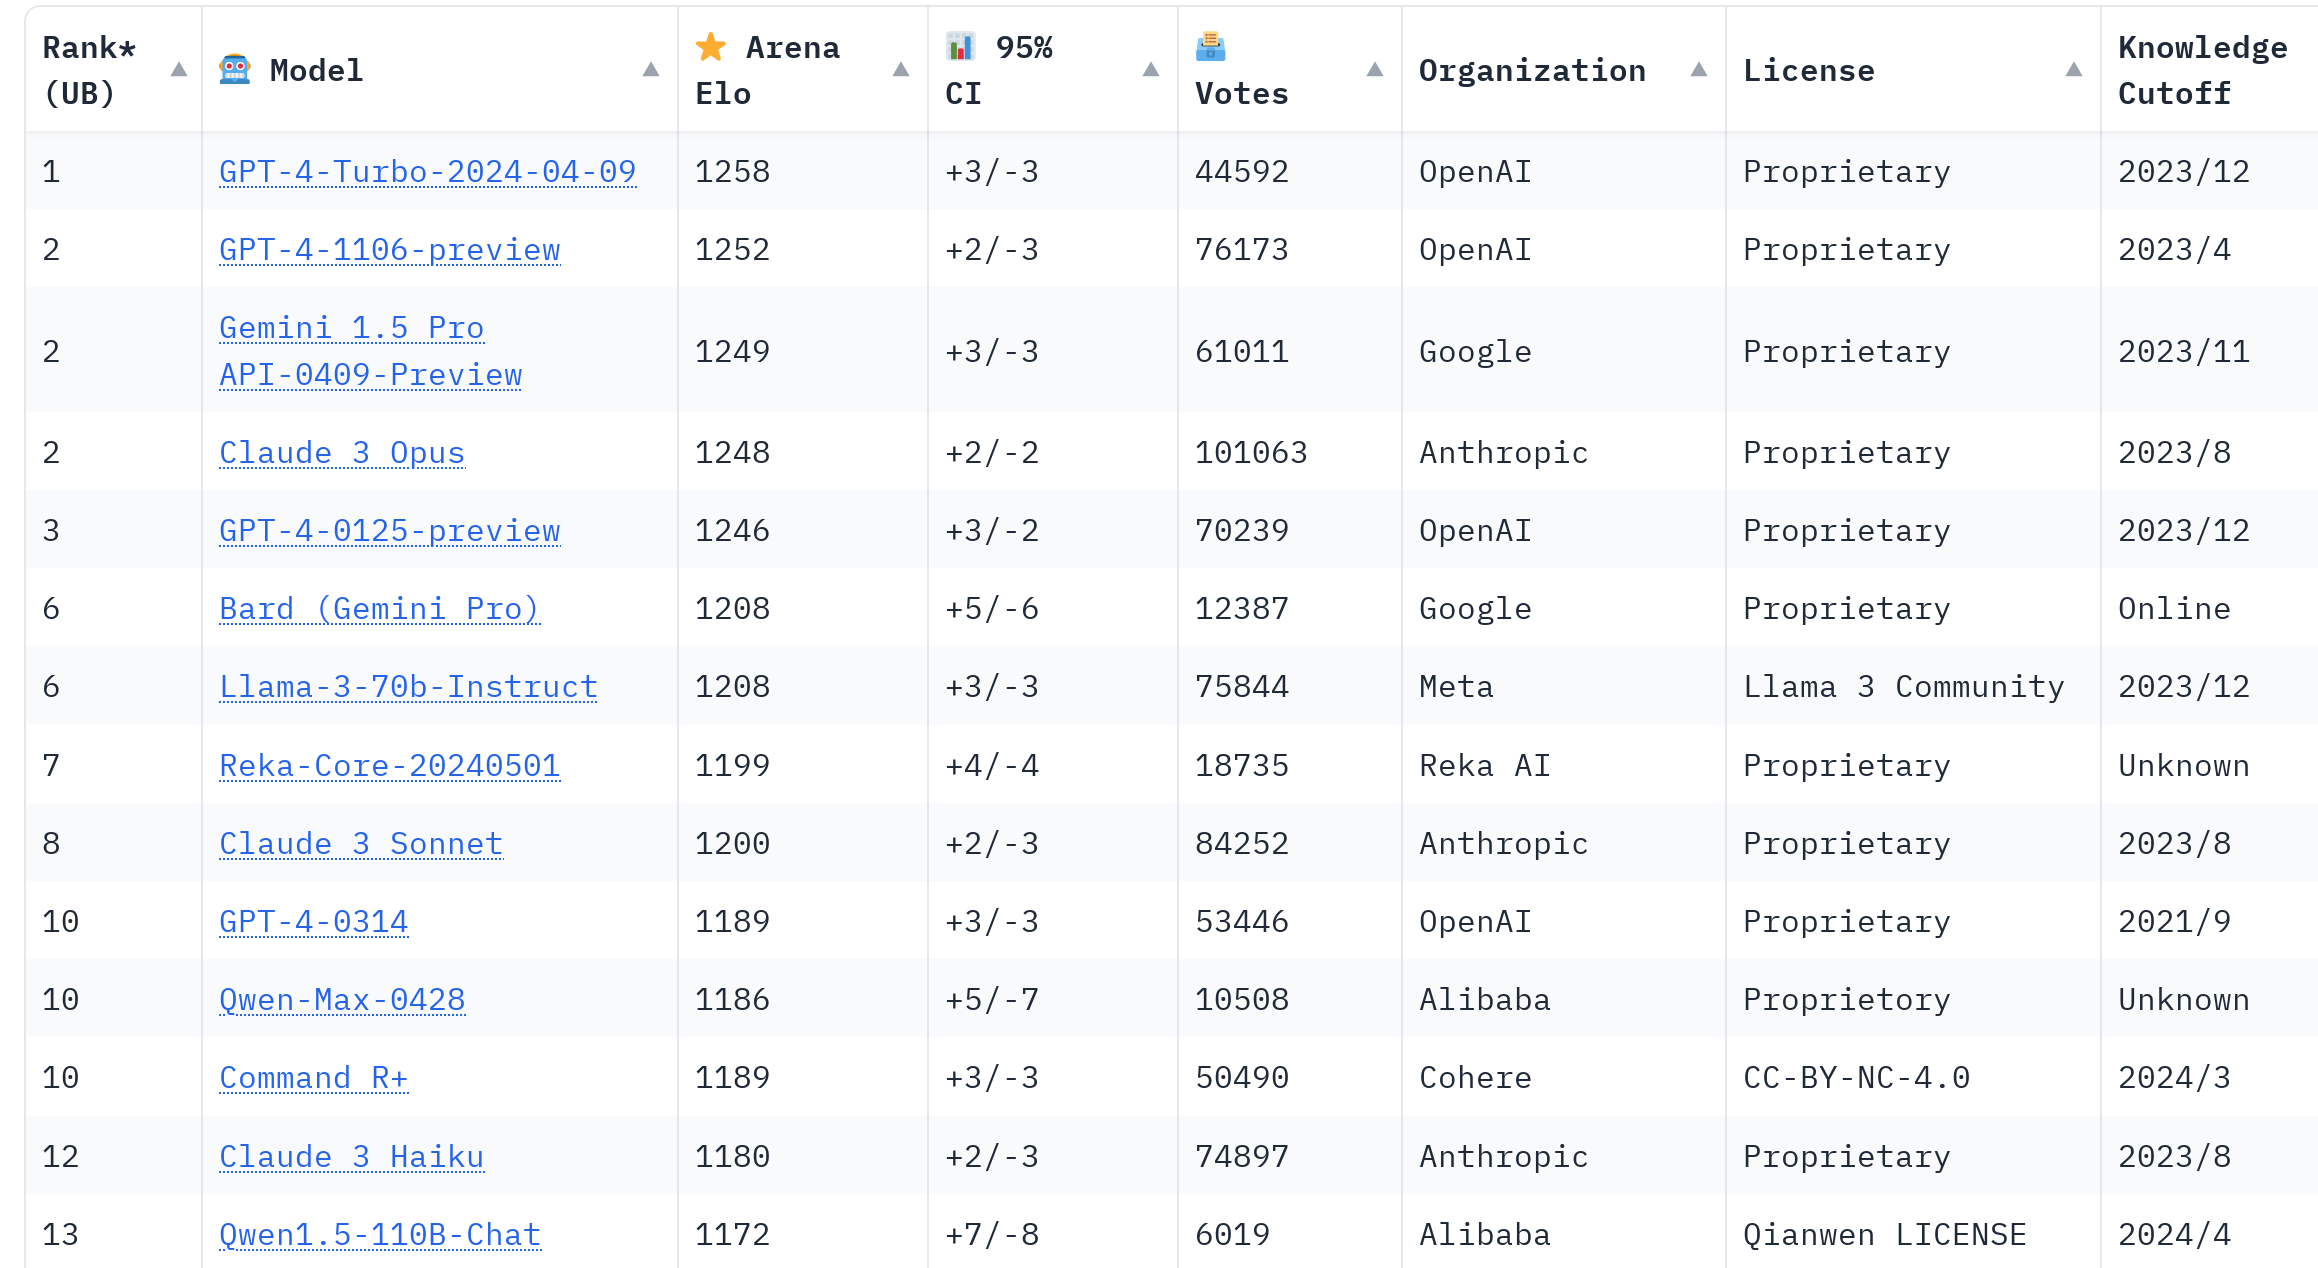 Rank* (UB) Model Arena Elo 95% CI Votes Organization License Knowledge Cutoff
1 GPT-4-Turbo-2024-04-09 1258 +3/-3 44592 OpenAI Proprietary 2023/12
2 GPT-4-1106-preview 1252 +2/-3 76173 OpenAI Proprietary 2023/4
2 Gemini 1.5 Pro API-0409-Preview 1249 +3/-3 61011 Google Proprietary 2023/11
2 Claude 3 Opus 1248 +2/-2 101063 Anthropic Proprietary 2023/8
3 GPT-4-0125-preview 1246 +3/-2 70239 OpenAI Proprietary 2023/12
6 Bard (Gemini Pro) 1208 +5/-6 12387 Google Proprietary Online
6 Llama-3-70b-Instruct 1208 +3/-3 75844 Meta Llama 3 Community 2023/12
7 Reka-Core-20240501 1199 +4/-4 18735 Reka AI Proprietary Unknown
8 Claude 3 Sonnet 1200 +2/-3 84252 Anthropic Proprietary 2023/8
10 GPT-4-0314 1189 +3/-3 53446 OpenAI Proprietary 2021/9
10 Qwen-Max-0428 1186 +5/-7 10508 Alibaba Proprietory Unknown
10 Command R+ 1189 +3/-3 50490 Cohere CC-BY-NC-4.0 2024/3
12 Claude 3 Haiku 1180 +2/-3 74897 Anthropic Proprietary 2023/8
13 Qwen1.5-110B-Chat 1172 +7/-8 6019 Alibaba Qianwen LICENSE 2024/4